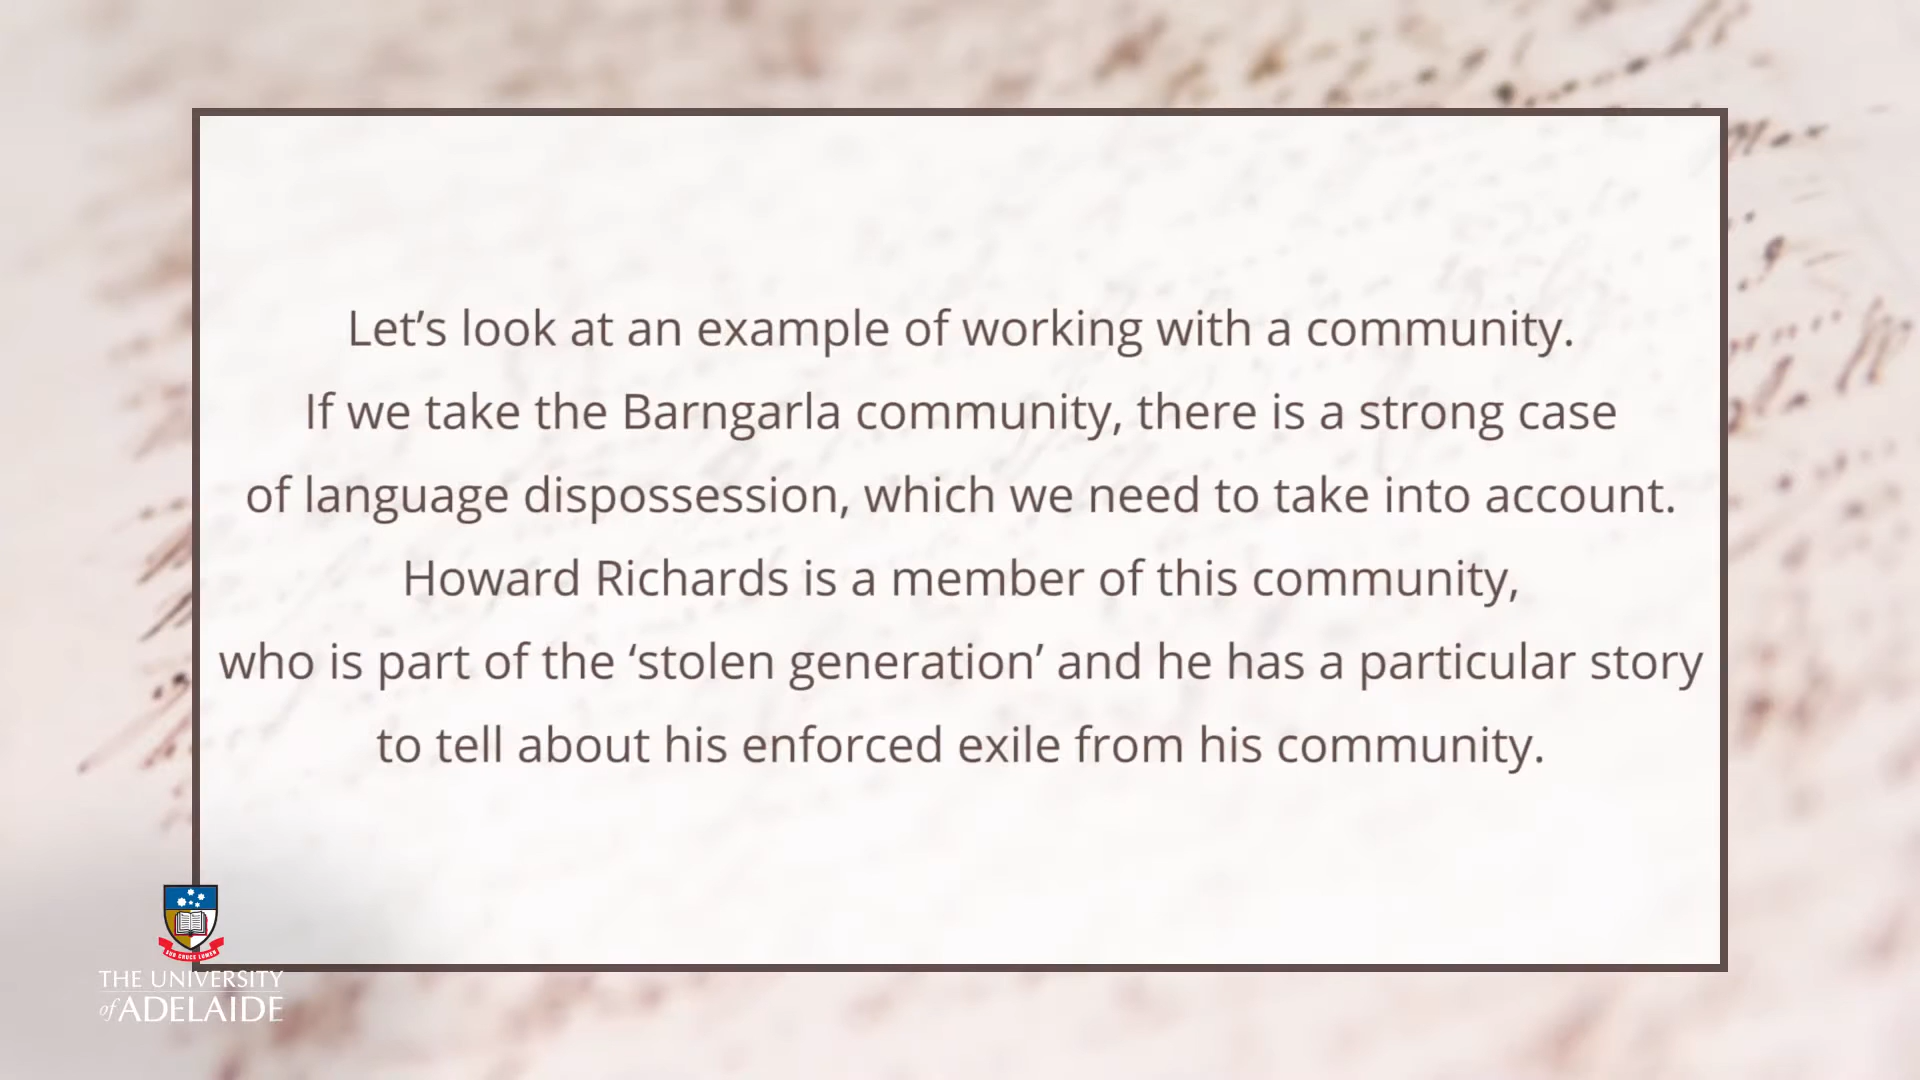 Let’s look at an example of working with a community.
If we take the Barngarla community, there is a strong case
of language dispossession, which we need to take into account.
Howard Richards is a member of this community,
who is part of the ‘stolen generation’ and he has a particular story
to tell about his enforced exile from his community.
SUB CRUCE LUMEN
THE UNIVERSITY
of ADELAIDE